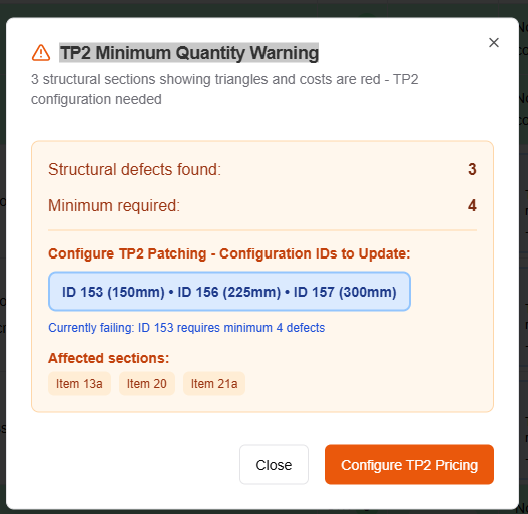 TP2 Minimum Quantity Warning
3 structural sections showing triangles and costs are red - TP2
configuration needed
Structural defects found: 3
Minimum required: 4
Configure TP2 Patching - Configuration IDs to Update:
ID 153 (150mm) • ID 156 (225mm) • ID 157 (300mm)
Currently failing: ID 153 requires minimum 4 defects
Affected sections:
Item 13a Item 20 Item 21a
Close Configure TP2 Pricing